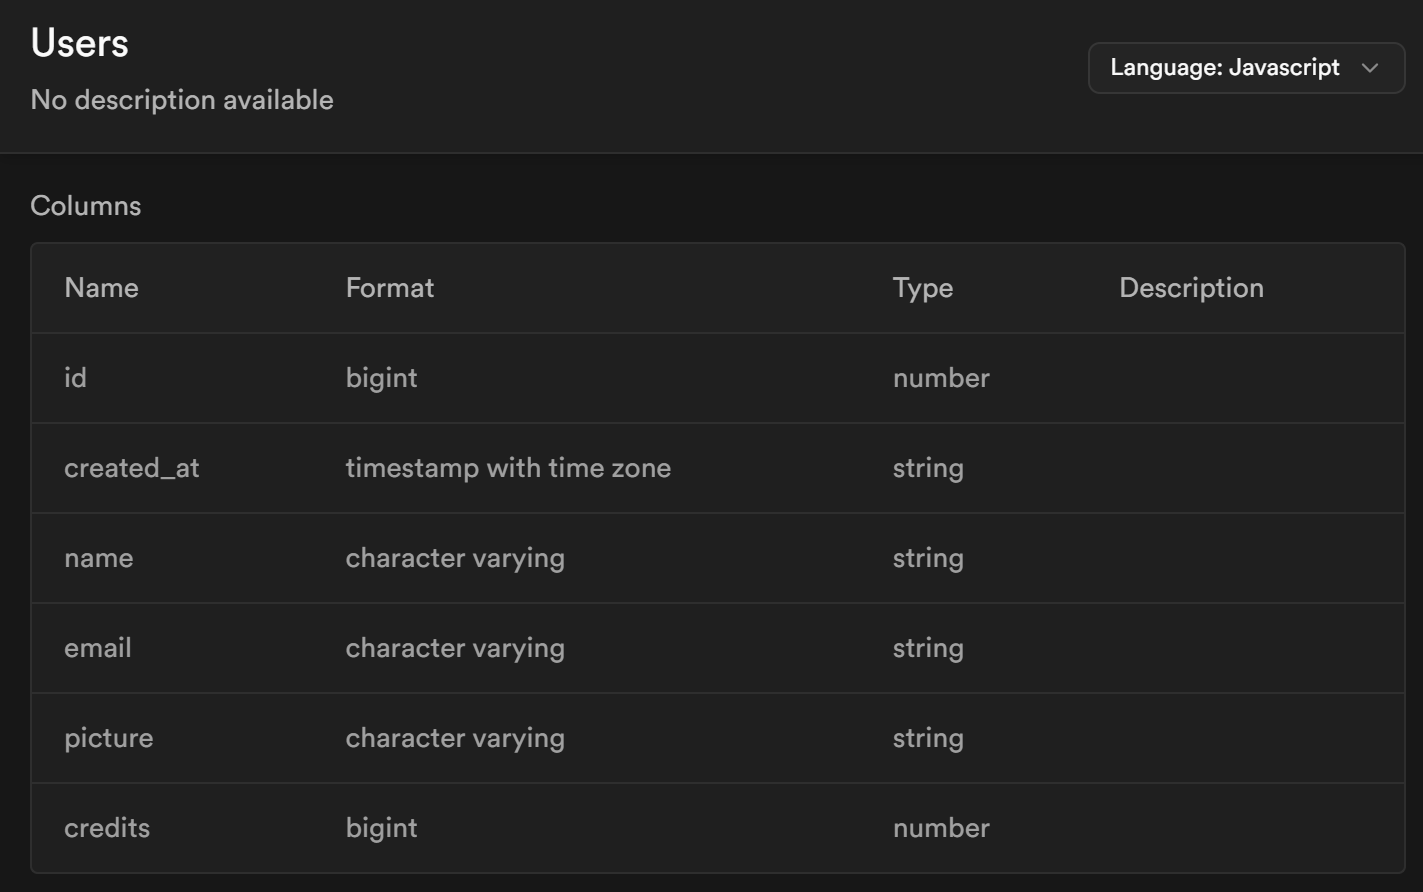 Users
No description available
Language: Javascript
Columns
Name Format Type Description
id bigint number
created_at timestamp with time zone string
name character varying string
email character varying string
picture character varying string
credits bigint number